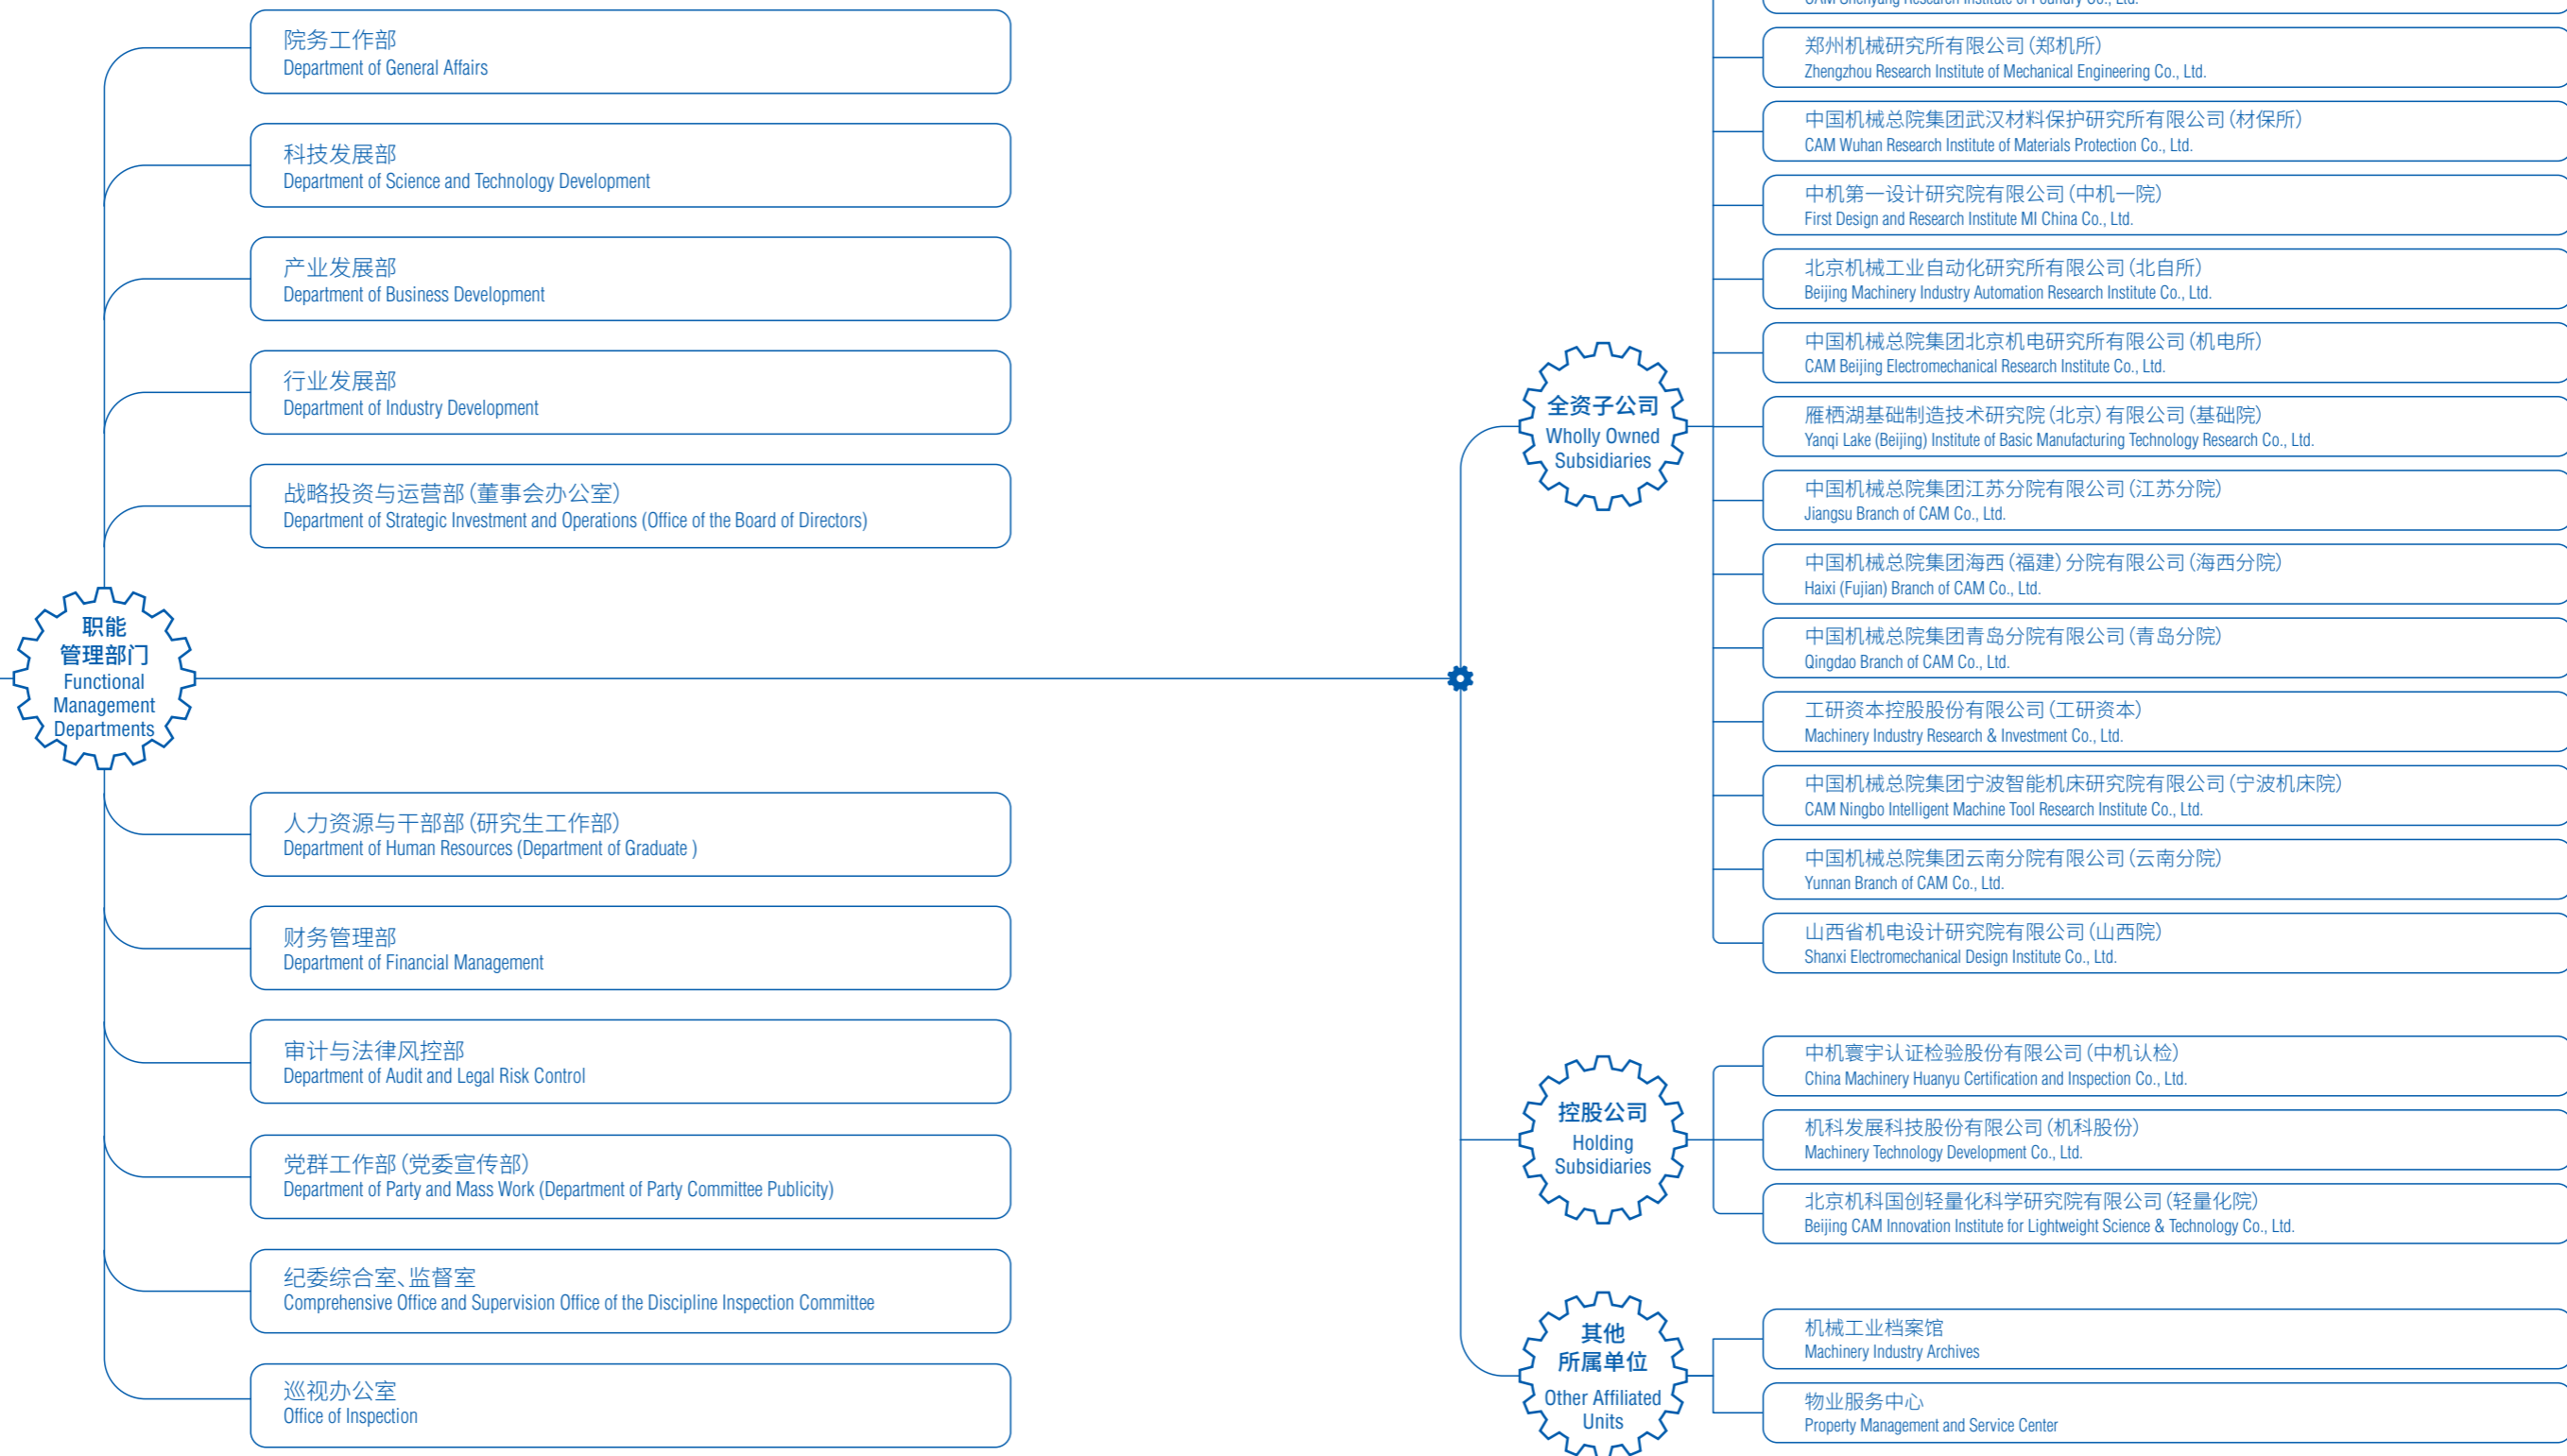 院务工作部
Department of General Affairs
科技发展部
Department of Science and Technology Development
产业发展部
Department of Business Development
行业发展部
Department of Industry Development
战略投资与运营部（董事会办公室）
Department of Strategic Investment and Operations (Office of the Board of Directors)
职能
管理部门
Functional
Management
Departments
人力资源与干部部（研究生工作部）
Department of Human Resources (Department of Graduate )
财务管理部
Department of Financial Management
审计与法律风控部
Department of Audit and Legal Risk Control
党群工作部（党委宣传部）
Department of Party and Mass Work (Department of Party Committee Publicity)
纪委综合室、监督室
Comprehensive Office and Supervision Office of the Discipline Inspection Committee
巡视办公室
Office of Inspection
全资子公司
Wholly Owned
Subsidiaries
CAM Shenyang Research Institute of Foundry Co., Ltd.
郑州机械研究所有限公司（郑机所）
Zhengzhou Research Institute of Mechanical Engineering Co., Ltd.
中国机械总院集团武汉材料保护研究所有限公司（材保所）
CAM Wuhan Research Institute of Materials Protection Co., Ltd.
中机第一设计研究院有限公司（中机一院）
First Design and Research Institute MI China Co., Ltd.
北京机械工业自动化研究所有限公司（北自所）
Beijing Machinery Industry Automation Research Institute Co., Ltd.
中国机械总院集团北京机电研究所有限公司（机电所）
CAM Beijing Electromechanical Research Institute Co., Ltd.
雁栖湖基础制造技术研究院（北京）有限公司（基础院）
Yanqi Lake (Beijing) Institute of Basic Manufacturing Technology Research Co., Ltd.
中国机械总院集团江苏分院有限公司（江苏分院）
Jiangsu Branch of CAM Co., Ltd.
中国机械总院集团海西（福建）分院有限公司（海西分院）
Haixi (Fujian) Branch of CAM Co., Ltd.
中国机械总院集团青岛分院有限公司（青岛分院）
Qingdao Branch of CAM Co., Ltd.
工研资本控股股份有限公司（工研资本）
Machinery Industry Research & Investment Co., Ltd.
中国机械总院集团宁波智能机床研究院有限公司（宁波机床院）
CAM Ningbo Intelligent Machine Tool Research Institute Co., Ltd.
中国机械总院集团云南分院有限公司（云南分院）
Yunnan Branch of CAM Co., Ltd.
山西省机电设计研究院有限公司（山西院）
Shanxi Electromechanical Design Institute Co., Ltd.
控股公司
Holding
Subsidiaries
中机寰宇认证检验股份有限公司（中机认检）
China Machinery Huanyu Certification and Inspection Co., Ltd.
机科发展科技股份有限公司（机科股份）
Machinery Technology Development Co., Ltd.
北京机科国创轻量化科学研究院有限公司（轻量化院）
Beijing CAM Innovation Institute for Lightweight Science & Technology Co., Ltd.
其他
所属单位
Other Affiliated
Units
机械工业档案馆
Machinery Industry Archives
物业服务中心
Property Management and Service Center